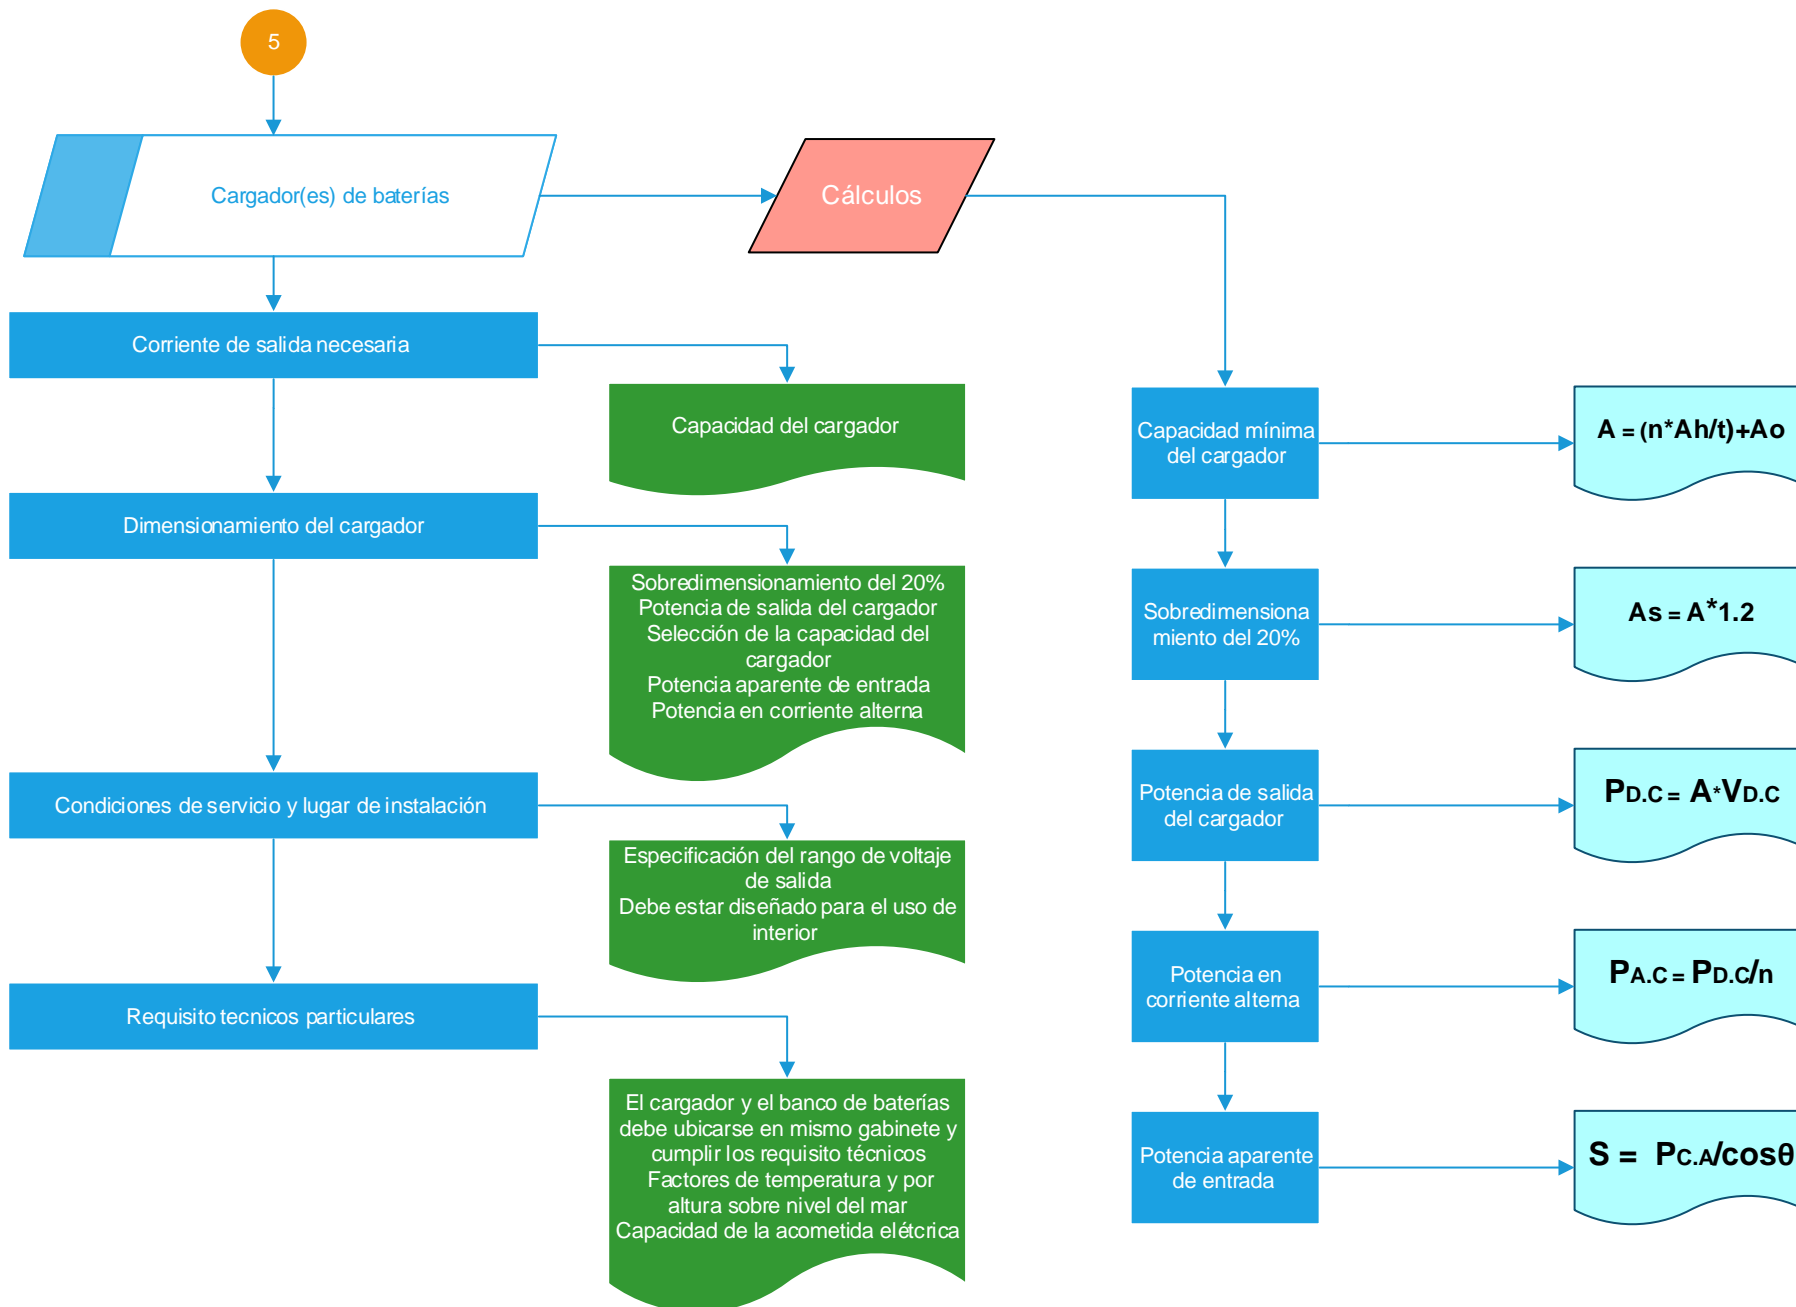 5
Cargador(es) de baterías
Cálculos
Corriente de salida necesaria
Capacidad del cargador
Dimensionamiento del cargador
Sobredimensionamiento del 20%
Potencia de salida del cargador
Selección de la capacidad del
cargador
Potencia aparente de entrada
Potencia en corriente alterna
Condiciones de servicio y lugar de instalación
Especificación del rango de voltaje
de salida
Debe estar diseñado para el uso de
interior
Requisito tecnicos particulares
El cargador y el banco de baterías
debe ubicarse en mismo gabinete y
cumplir los requisito técnicos
Factores de temperatura y por
altura sobre nivel del mar
Capacidad de la acometida elétcrica
Capacidad mínima
del cargador
A = (n*Ah/t)+Ao
Sobredimensiona
miento del 20%
As = A*1.2
Potencia de salida
del cargador
PD.C = A*VD.C
Potencia en
corriente alterna
PA.C = PD.C/n
Potencia aparente
de entrada
S = PC.A/cosθ